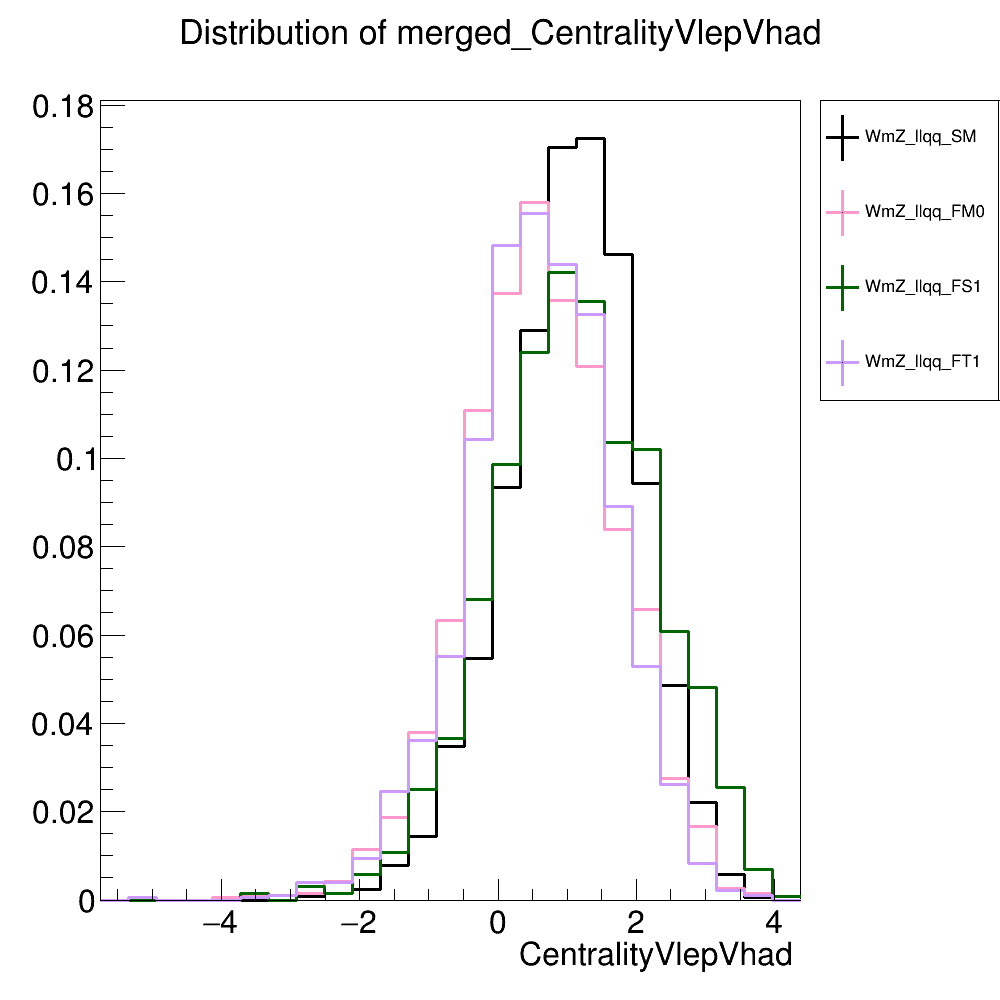 Distribution of merged_CentralityVlepVhad
0.18
0.16
0.14
0.12
0.1
0.08
0.06
0.04
0.02
0
−4
−2
0
2
4
CentralityVlepVhad
WmZ_llqq_SM
WmZ_llqq_FM0
WmZ_llqq_FS1
WmZ_llqq_FT1